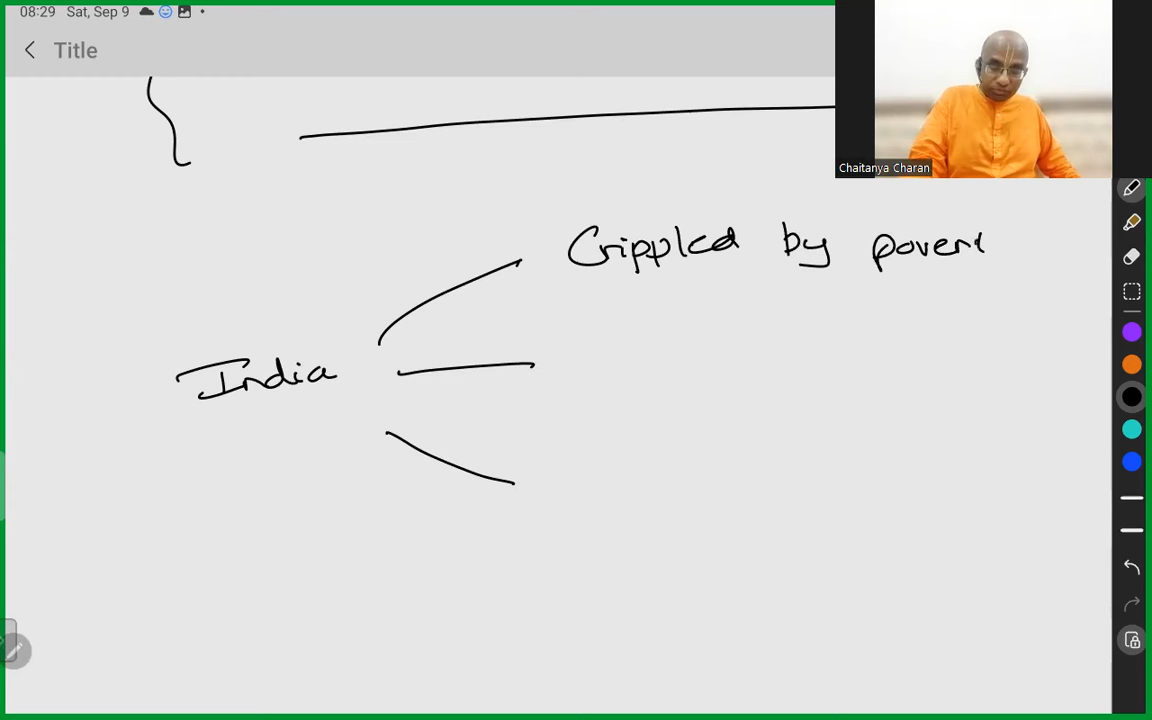 08:29 Sat, Sep 9
Title
Chaitanya Charan
Crippled by povert
India